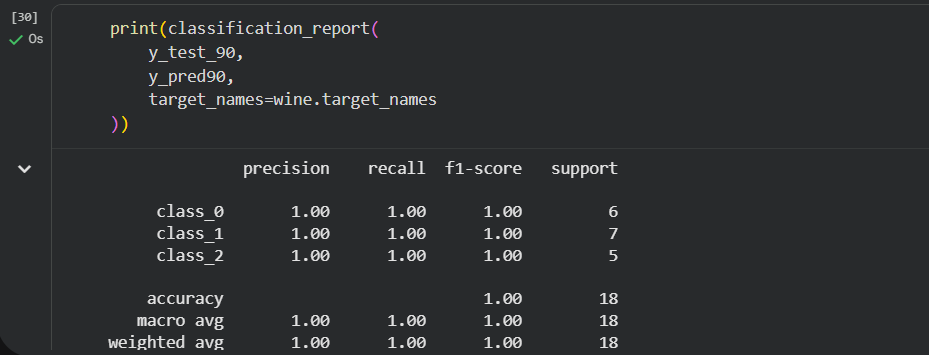 [30]
0s
print(classification_report(
y_test_90,
y_pred90,
target_names=wine.target_names
))
precision recall f1-score support
class_0 1.00 1.00 1.00 6
class_1 1.00 1.00 1.00 7
class_2 1.00 1.00 1.00 5
accuracy 1.00 18
macro avg 1.00 1.00 1.00 18
weighted avg 1.00 1.00 1.00 18